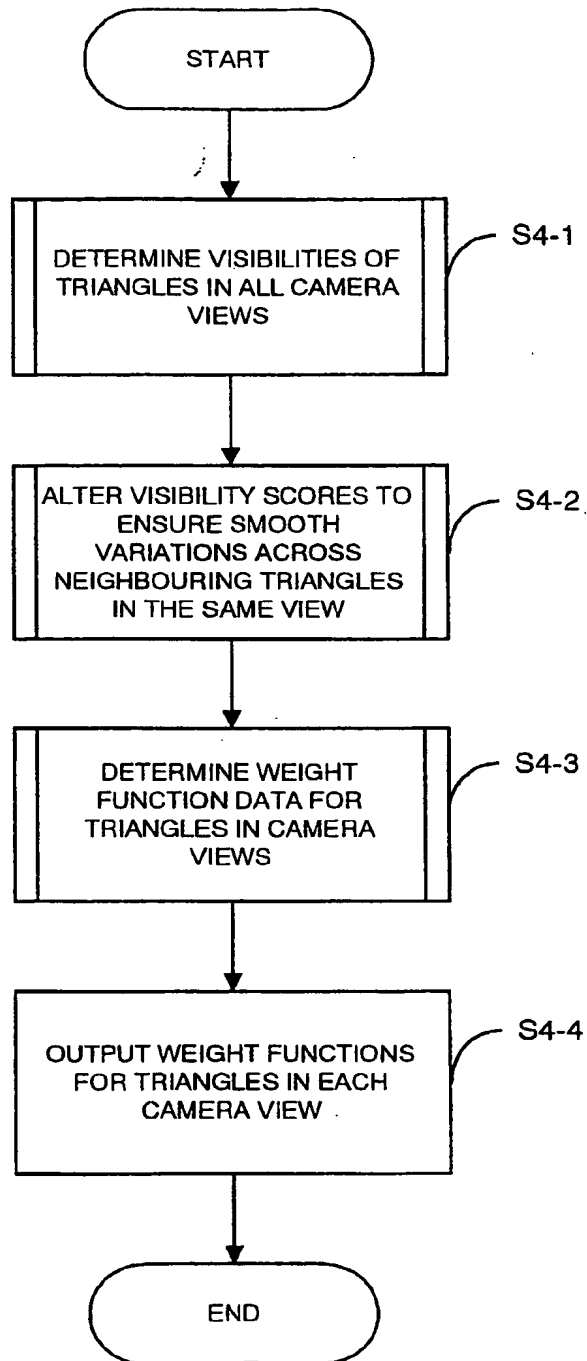 START
DETERMINE VISIBILITIES OF
TRIANGLES IN ALL CAMERA
VIEWS
S4-1
ALTER VISIBILITY SCORES TO
ENSURE SMOOTH
VARIATIONS ACROSS
NEIGHBOURING TRIANGLES
IN THE SAME VIEW
S4-2
DETERMINE WEIGHT
FUNCTION DATA FOR
TRIANGLES IN CAMERA
VIEWS
S4-3
OUTPUT WEIGHT FUNCTIONS
FOR TRIANGLES IN EACH
CAMERA VIEW
S4-4
END